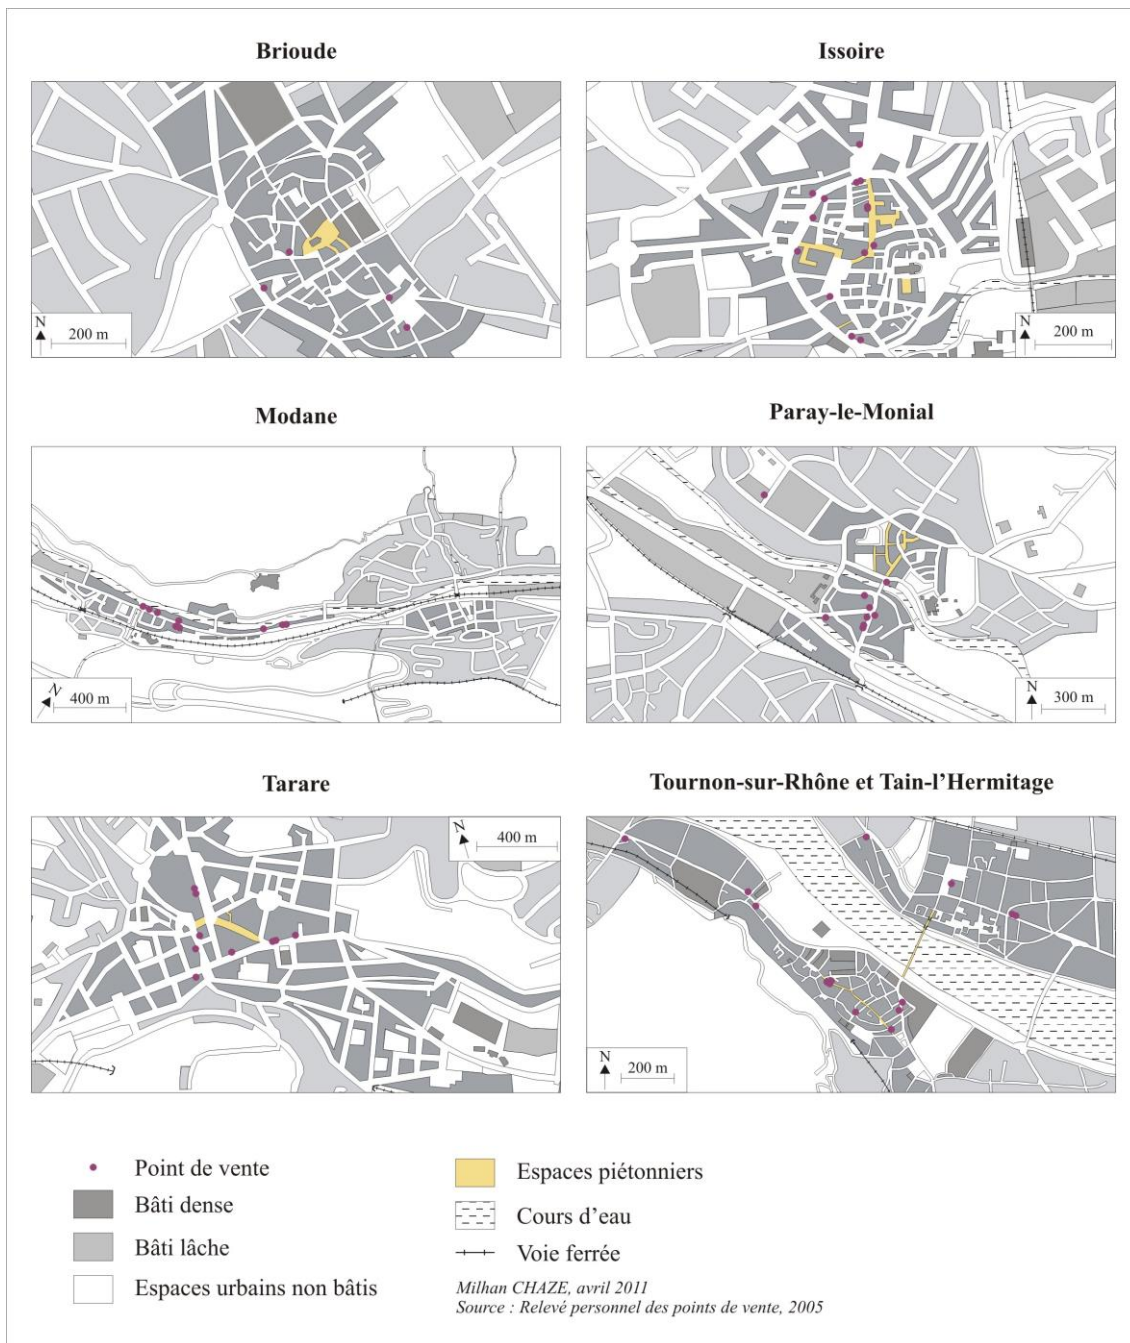 Brioude
Issoire
N
200 m
N
200 m
Modane
Paray-le-Monial
N
400 m
N
300 m
Tarare
Tournon-sur-Rhône et Tain-l'Hermitage
N
400 m
N
200 m
Point de vente
Bâti dense
Bâti lâche
Espaces urbains non bâtis
Espaces piétonniers
Cours d'eau
Voie ferrée
Milhan CHAZE, avril 2011
Source : Relevé personnel des points de vente, 2005